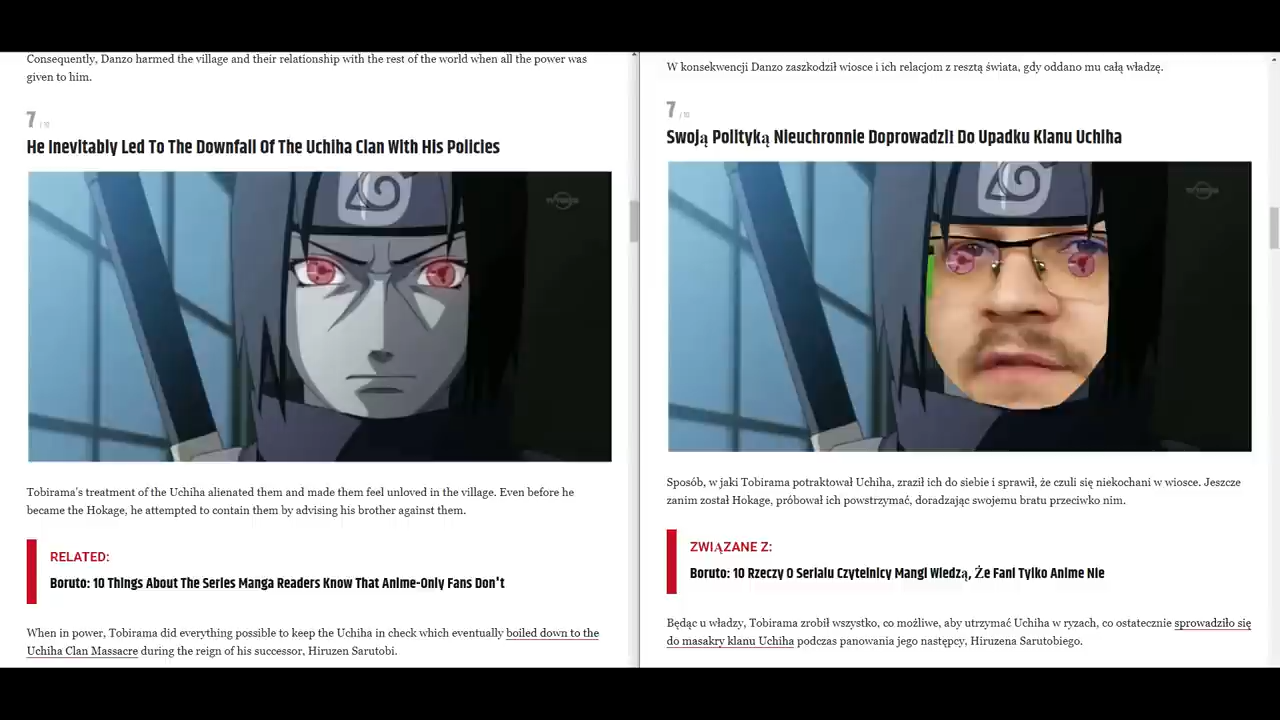 Consequently, Danzo harmed the village and their relationship with the rest of the world when all the power was
given to him.
7 / 10
He Inevitably Led To The Downfall Of The Uchiha Clan With His Policies
Tobirama's treatment of the Uchiha alienated them and made them feel unloved in the village. Even before he
became the Hokage, he attempted to contain them by advising his brother against them.
RELATED:
Boruto: 10 Things About The Series Manga Readers Know That Anime-Only Fans Don't
When in power, Tobirama did everything possible to keep the Uchiha in check which eventually boiled down to the
Uchiha Clan Massacre during the reign of his successor, Hiruzen Sarutobi.
W konsekwencji Danzo zaszkodził wiosce i ich relacjom z resztą świata, gdy oddano mu całą władzę.
7 / 10
Swoją Polityką Nieuchronnie Doprowadził Do Upadku Klanu Uchiha
Sposób, w jaki Tobirama potraktował Uchiha, zraził ich do siebie i sprawił, że czuli się niekochani w wiosce. Jeszcze
zanim został Hokage, próbował ich powstrzymać, doradzając swojemu bratu przeciwko nim.
ZWIĄZANE Z:
Boruto: 10 Rzeczy O Serialu Czytelnicy Mangi Wiedzą, Że Fani Tylko Anime Nie
Będąc u władzy, Tobirama zrobił wszystko, co możliwe, aby utrzymać Uchiha w ryzach, co ostatecznie sprowadziło się
do masakry klanu Uchiha podczas panowania jego następcy, Hiruzena Sarutobiego.